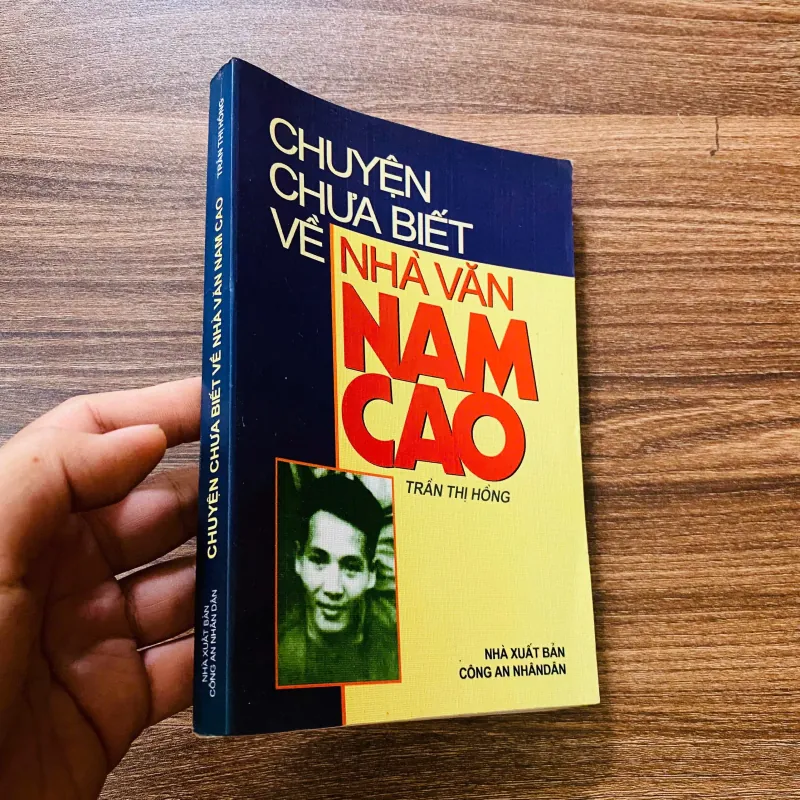 CHUYỆN
CHƯA BIẾT
VỀ NHÀ VĂN
NAM
CAO
TRẦN THỊ HỒNG
NHÀ XUẤT BẢN
CÔNG AN NHÂNDÂN
TRẦN THỊ HỒNG
CHUYỆN CHƯA BIẾT VỀ NHÀ VĂN NAM CAO
NHÀ XUẤT BẢN
CÔNG AN NHÂN DÂN